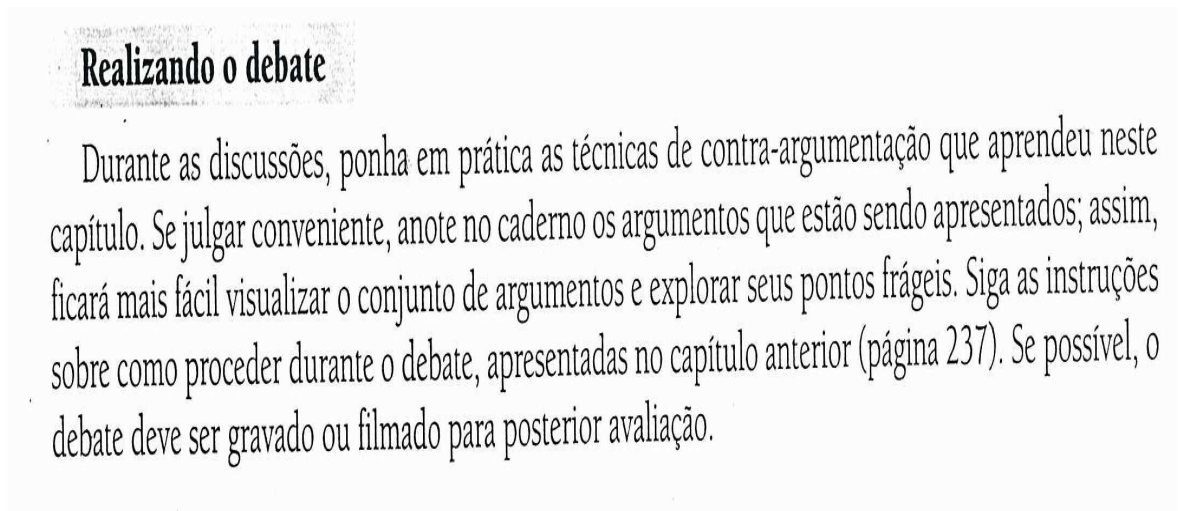 Realizando o debate
Durante as discussões, ponha em prática as técnicas de contra-argumentação que aprendeu neste
capítulo. Se julgar conveniente, anote no caderno os argumentos que estão sendo apresentados; assim,
ficará mais fácil visualizar o conjunto de argumentos e explorar seus pontos frágeis. Siga as instruções
sobre como proceder durante o debate, apresentadas no capítulo anterior (página 237). Se possível, o
debate deve ser gravado ou filmado para posterior avaliação.